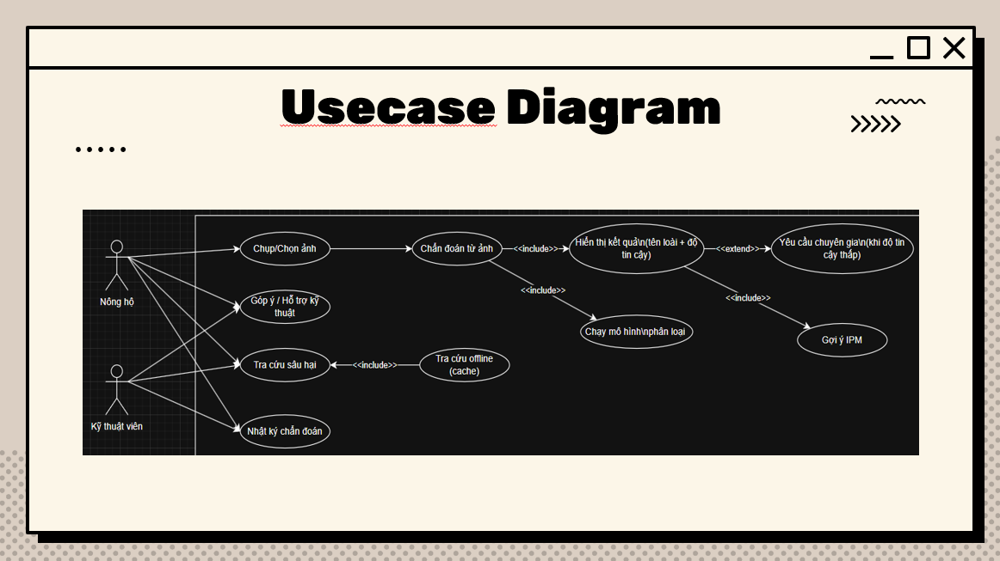 Usecase Diagram
Nông hộ
Kỹ thuật viên
Chụp/Chọn ảnh
Góp ý / Hỗ trợ kỹ
thuật
Tra cứu sâu hại
Nhật ký chẩn đoán
Chẩn đoán từ ảnh
<<include>>
Hiển thị kết quả\n(tên loài + độ
tin cậy)
<<extend>>
Yêu cầu chuyên gia\n(khi độ tin
cậy thấp)
<<include>>
Chạy mô hình\nphân loại
<<include>>
Gợi ý IPM
<<include>>
Tra cứu offline
(cache)